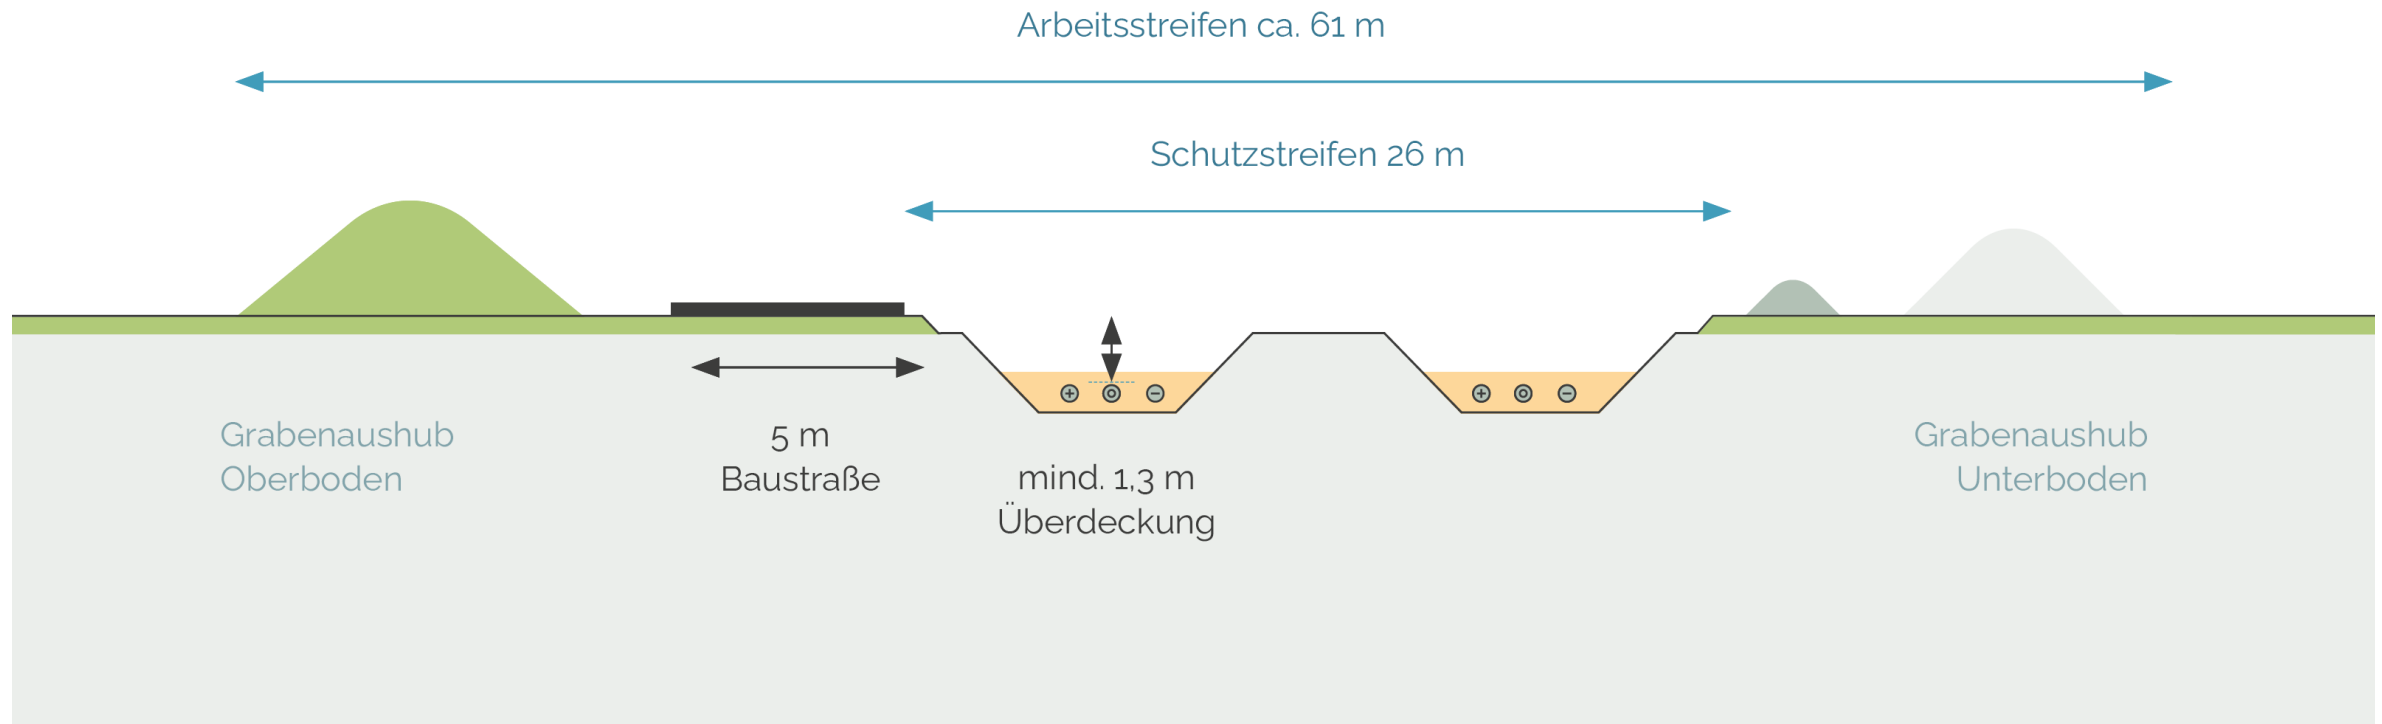 Arbeitsstreifen ca. 61 m
Schutzstreifen 26 m
Grabenaushub
Oberboden
5 m
Baustraße
mind. 1,3 m
Überdeckung
Grabenaushub
Unterboden